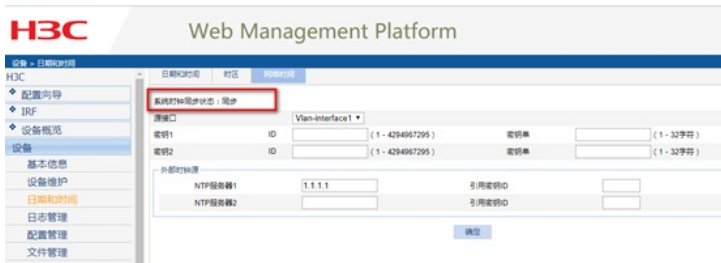 H3C Web Management Platform
设备 > 日期和时间
H3C
配置向导
IRF
设备概览
设备
基本信息
设备维护
日期和时间
日志管理
配置管理
文件管理
日期和时间 时区 网络时间
系统时钟同步状态：同步
源接口 Vlan-interface1
密钥1 ID (1 - 4294967295) 密钥串 (1 - 32字符)
密钥2 ID (1 - 4294967295) 密钥串 (1 - 32字符)
外部时钟源
NTP服务器1 1.1.1.1 引用密钥ID
NTP服务器2 引用密钥ID
确定